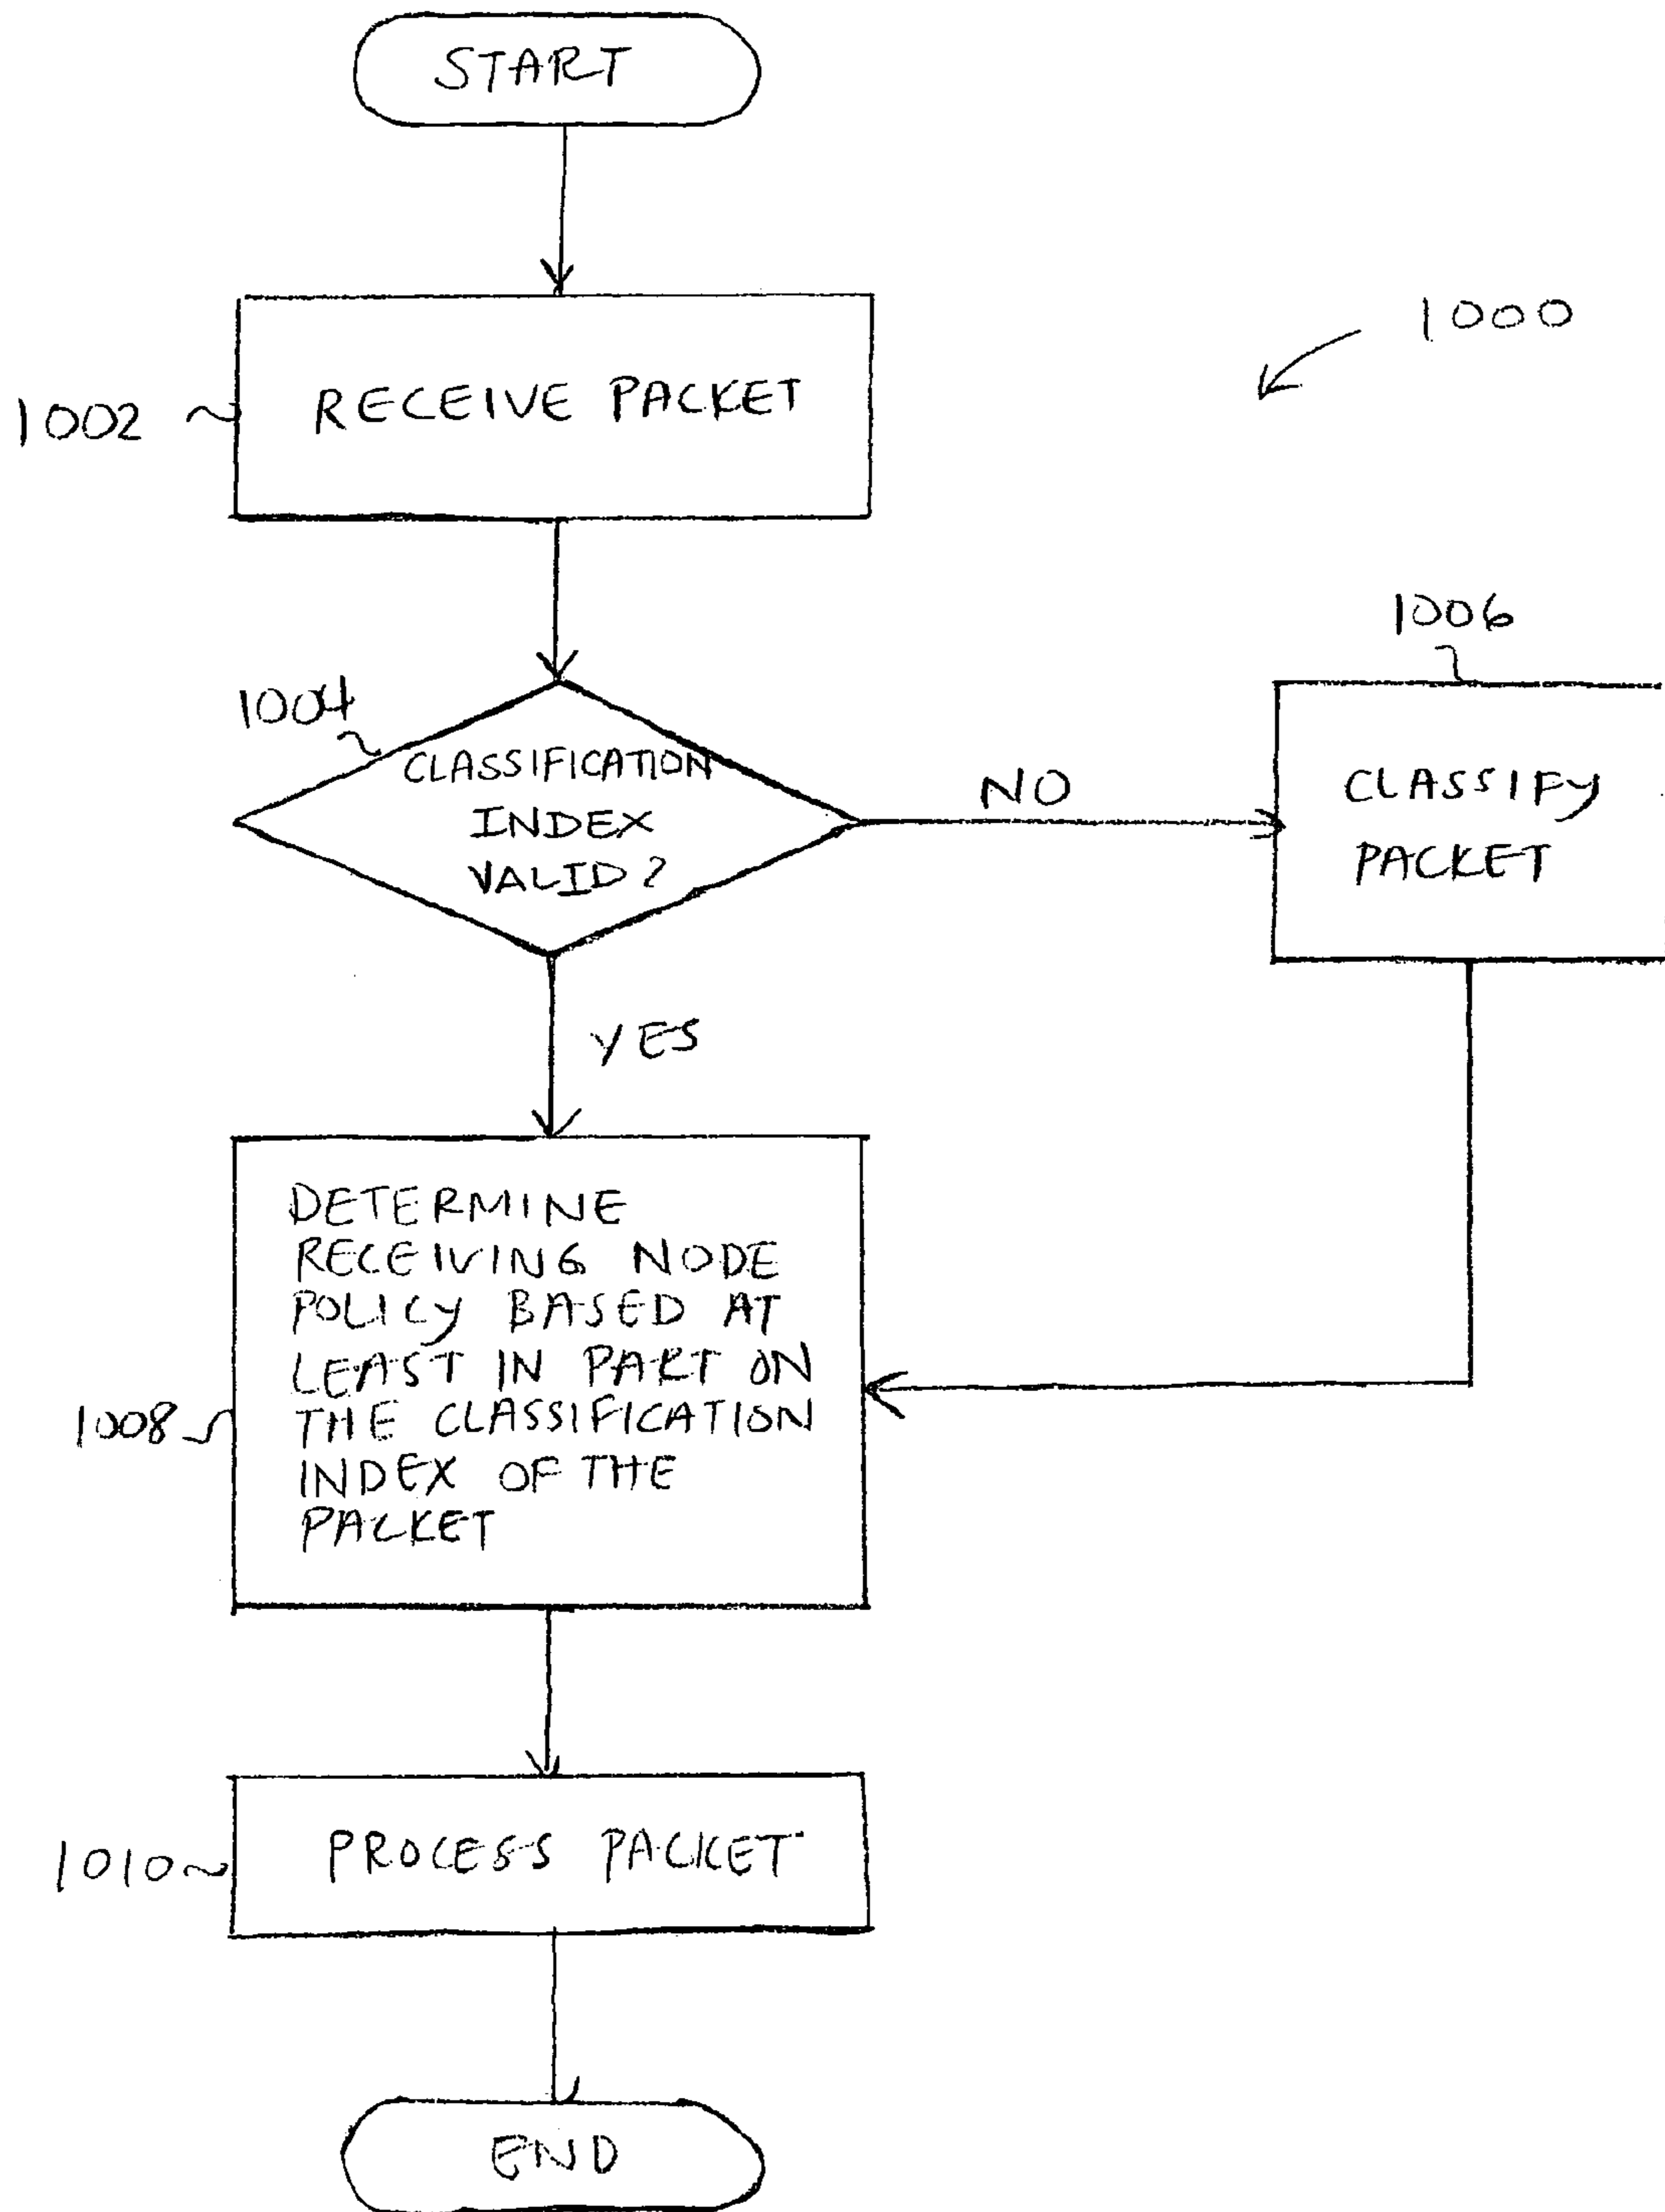 START
1000
RECEIVE PACKET
1002
1006
1004
CLASSIFICATION
INDEX
VALID?
NO
CLASSIFY
PACKET
YES
DETERMINE
RECEIVING NODE
POLICY BASED AT
LEAST IN PART ON
THE CLASSIFICATION
INDEX OF THE
PACKET
1008
PROCESS PACKET
1010
END